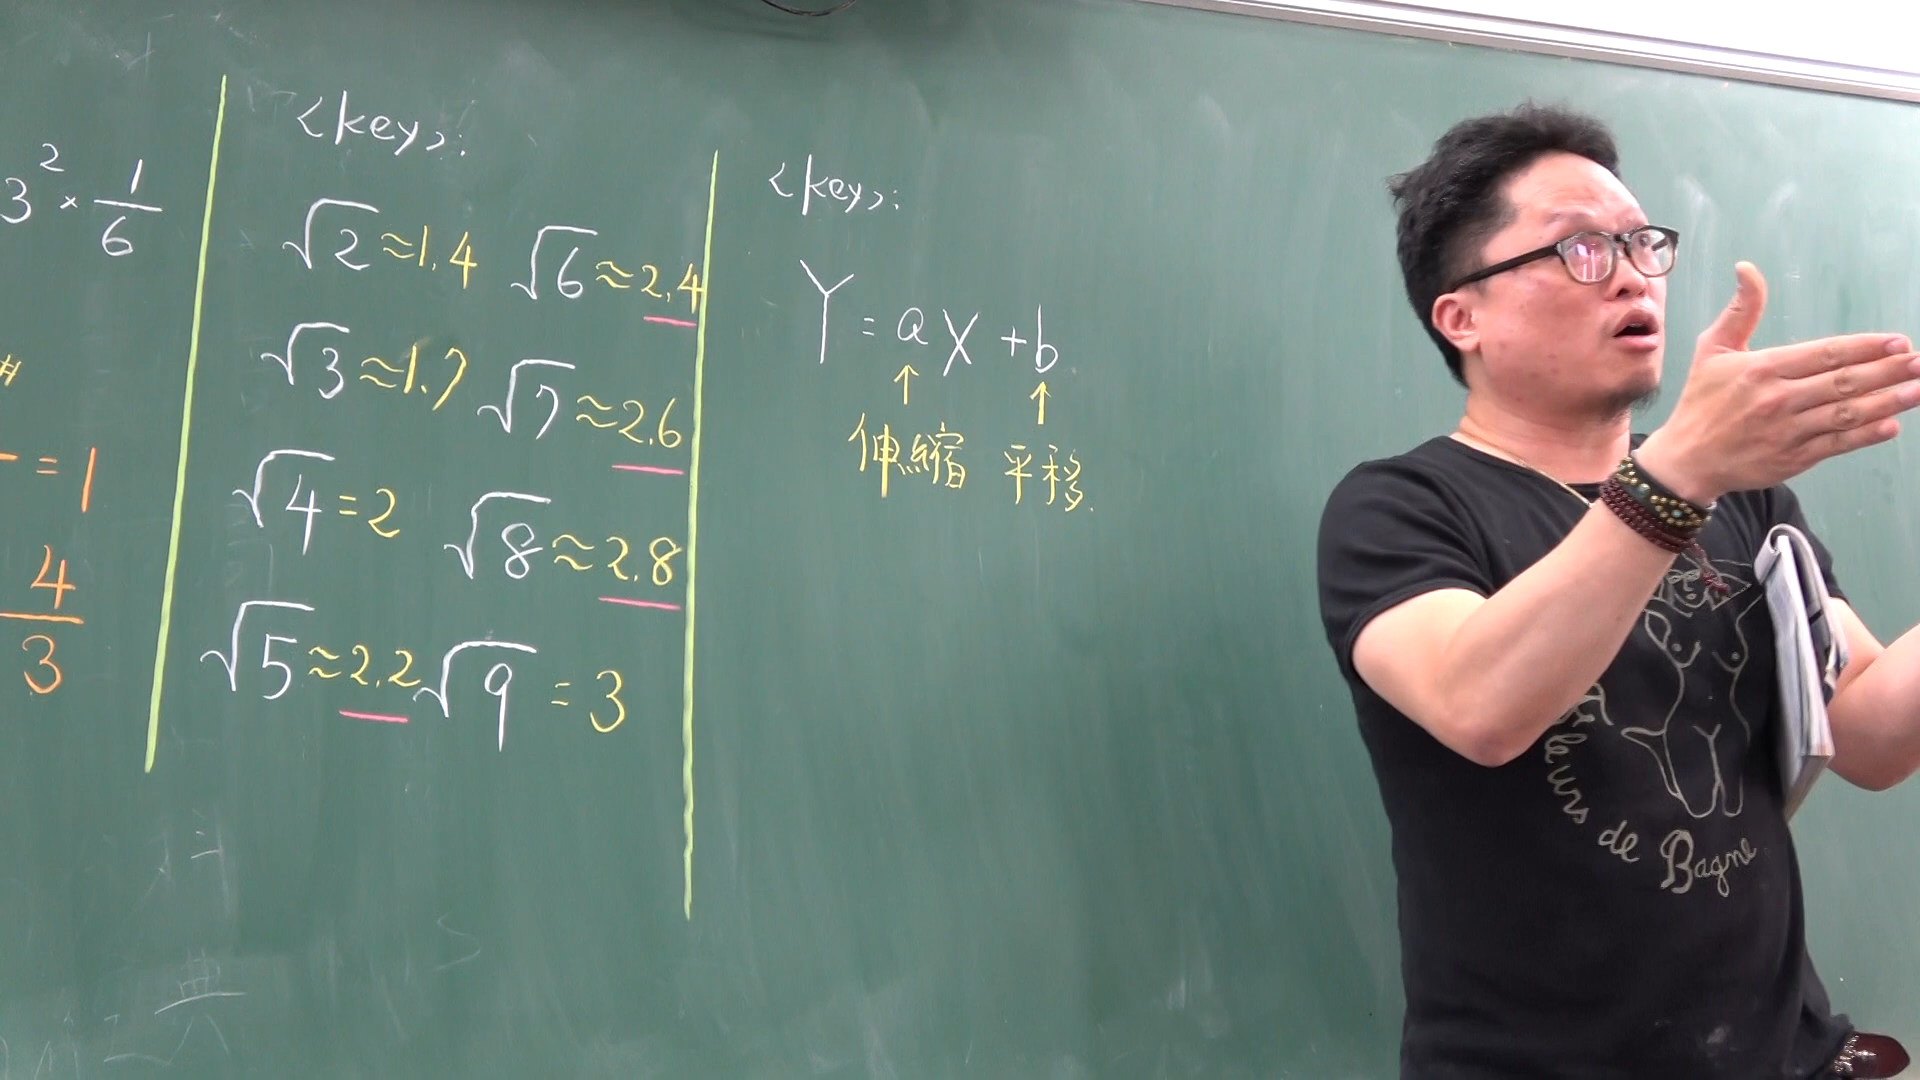 3² × 1/6
#
= 1
4/3
<key>:
√2 ≈ 1.4
√3 ≈ 1.7
√4 = 2
√5 ≈ 2.2
√6 ≈ 2.4
√7 ≈ 2.6
√8 ≈ 2.8
√9 = 3
<key>:
Y = aX + b
↑ ↑
伸縮 平移
Fleurs de Bagne